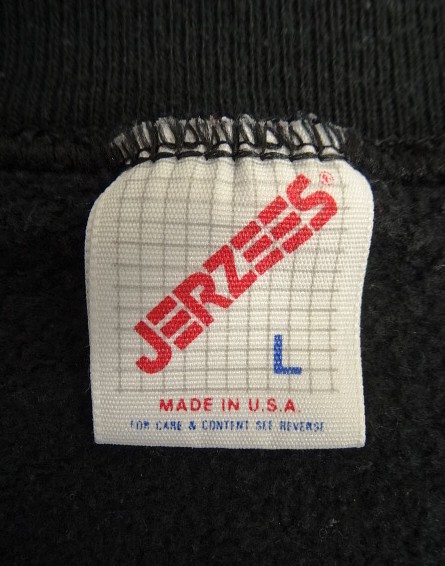 JERZEES®
L
MADE IN U.S.A.
FOR CARE & CONTENT SEE REVERSE